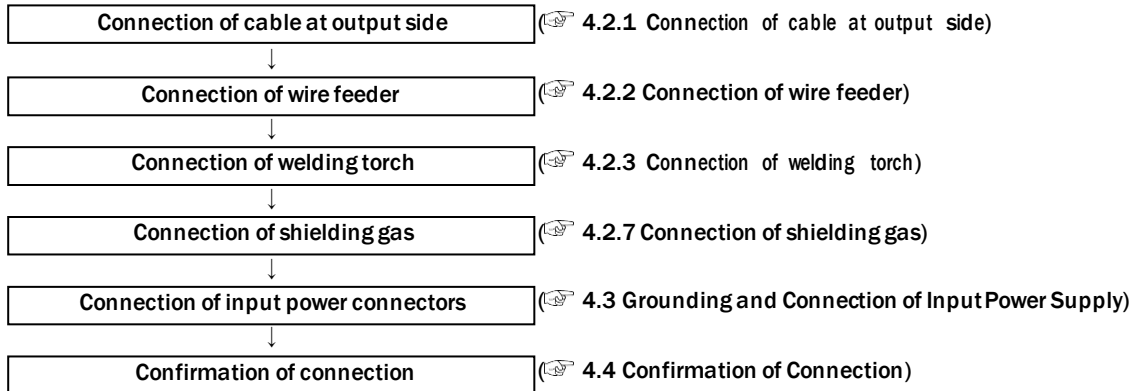 Connection of cable at output side (☞ 4.2.1 Connection of cable at output side)
↓
Connection of wire feeder (☞ 4.2.2 Connection of wire feeder)
↓
Connection of welding torch (☞ 4.2.3 Connection of welding torch)
↓
Connection of shielding gas (☞ 4.2.7 Connection of shielding gas)
↓
Connection of input power connectors (☞ 4.3 Grounding and Connection of Input Power Supply)
↓
Confirmation of connection (☞ 4.4 Confirmation of Connection)